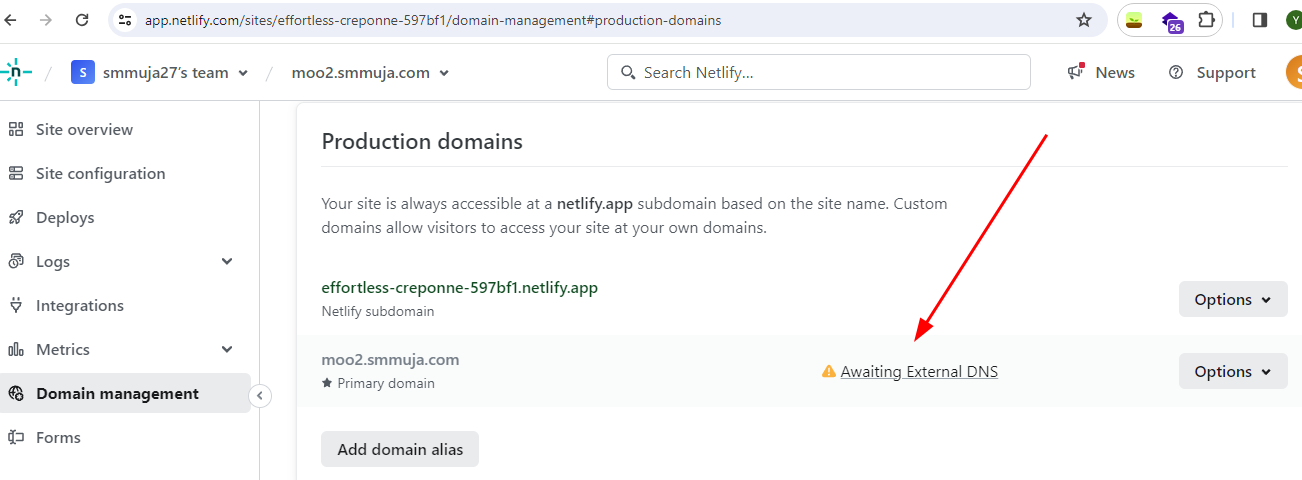 app.netlify.com/sites/effortless-creponne-597bf1/domain-management#production-domains
26
Y
n / S smmuja27’s team / moo2.smmuja.com
Search Netlify...
News
Support
S
Site overview
Site configuration
Deploys
Logs
Integrations
Metrics
Domain management
Forms
Production domains
Your site is always accessible at a netlify.app subdomain based on the site name. Custom
domains allow visitors to access your site at your own domains.
effortless-creponne-597bf1.netlify.app
Netlify subdomain
Options
moo2.smmuja.com
Primary domain
Awaiting External DNS
Options
Add domain alias